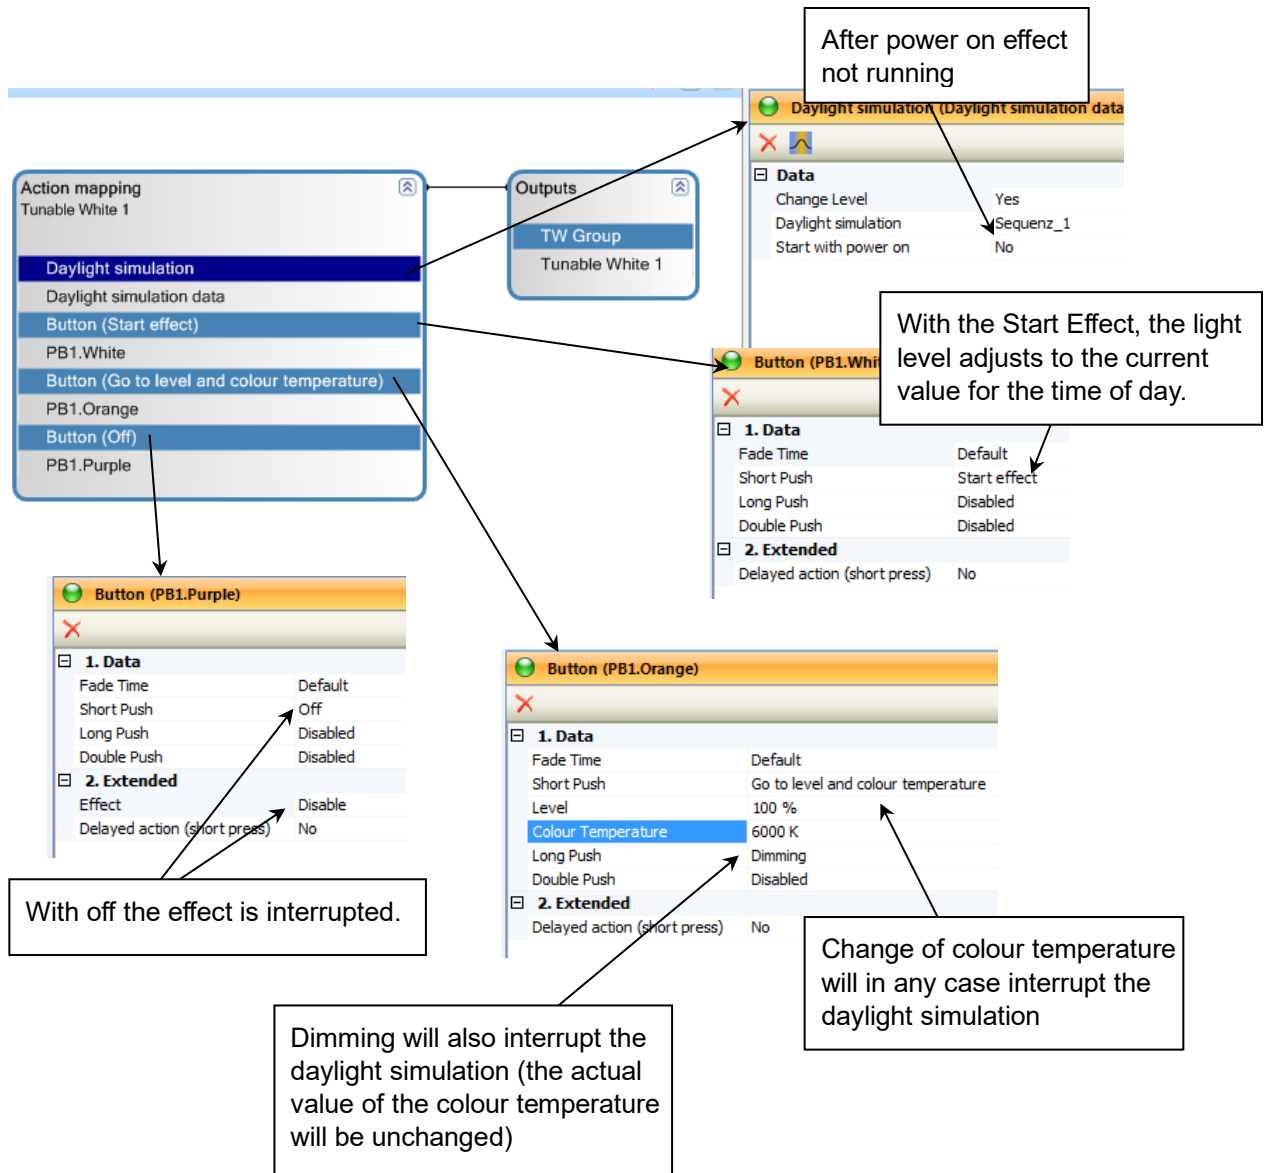 After power on effect
not running
Daylight simulation (Daylight simulation data
Data
Change Level Yes
Daylight simulation Sequenz_1
Start with power on No
Action mapping
Tunable White 1
Daylight simulation
Daylight simulation data
Button (Start effect)
PB1.White
Button (Go to level and colour temperature)
PB1.Orange
Button (Off)
PB1.Purple
Outputs
TW Group
Tunable White 1
With the Start Effect, the light
level adjusts to the current
value for the time of day.
Button (PB1.Whit
1. Data
Fade Time Default
Short Push Start effect
Long Push Disabled
Double Push Disabled
2. Extended
Delayed action (short press) No
Button (PB1.Purple)
1. Data
Fade Time Default
Short Push Off
Long Push Disabled
Double Push Disabled
2. Extended
Effect Disable
Delayed action (short press) No
With off the effect is interrupted.
Button (PB1.Orange)
1. Data
Fade Time Default
Short Push Go to level and colour temperature
Level 100 %
Colour Temperature 6000 K
Long Push Dimming
Double Push Disabled
2. Extended
Delayed action (short press) No
Change of colour temperature
will in any case interrupt the
daylight simulation
Dimming will also interrupt the
daylight simulation (the actual
value of the colour temperature
will be unchanged)